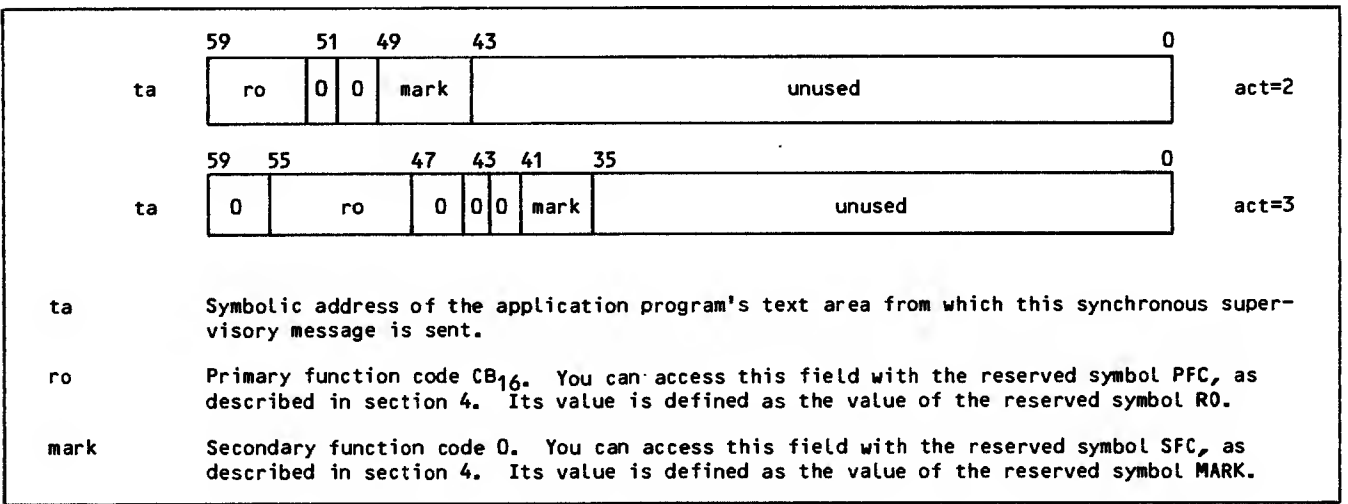 59 51 49 43 0
ta ro 0 0 mark unused act=2
59 55 47 43 41 35 0
ta 0 ro 0 0 0 mark unused act=3
ta Symbolic address of the application program's text area from which this synchronous super-
visory message is sent.
ro Primary function code CB16. You can access this field with the reserved symbol PFC, as
described in section 4. Its value is defined as the value of the reserved symbol RO.
mark Secondary function code 0. You can access this field with the reserved symbol SFC, as
described in section 4. Its value is defined as the value of the reserved symbol MARK.